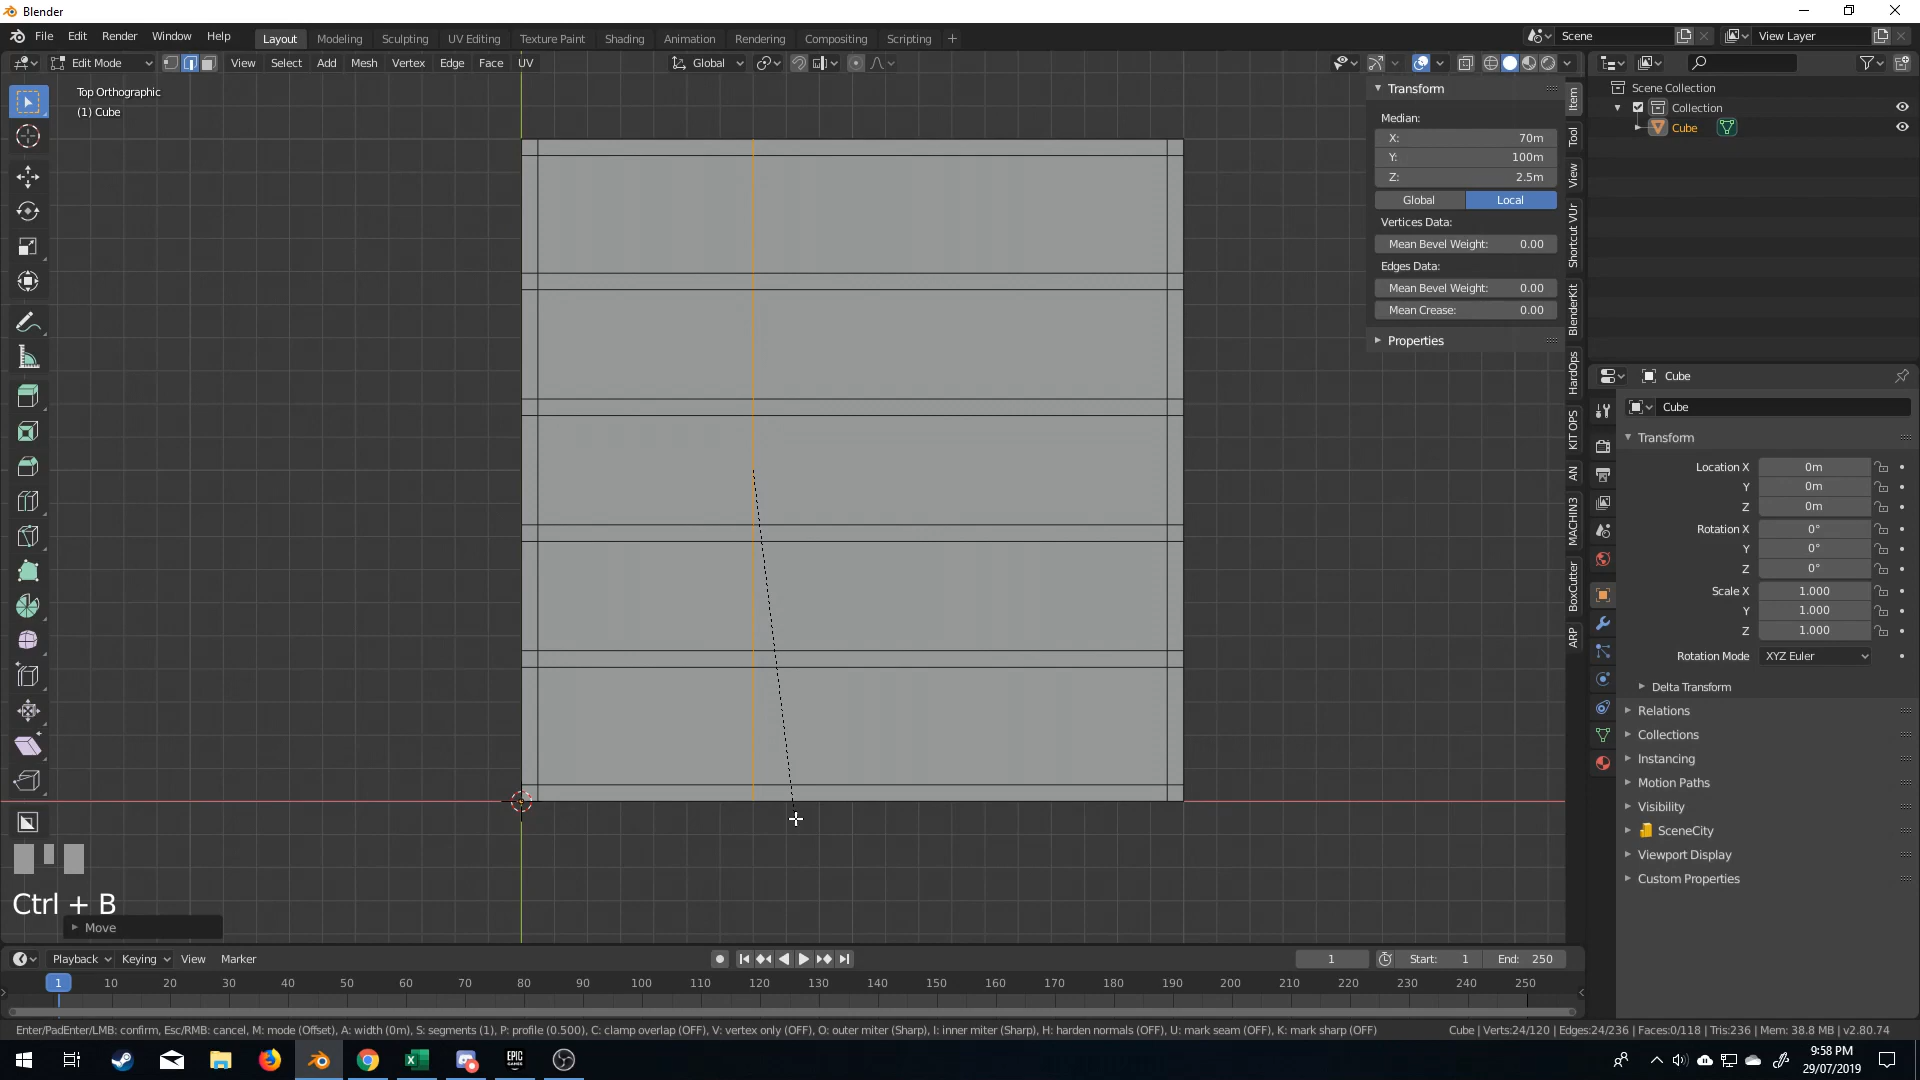 Blender
File Edit Render Window Help
Layout Modeling Sculpting UV Editing Texture Paint Shading Animation Rendering Compositing Scripting +
Scene
View Layer
Edit Mode View Select Add Mesh Vertex Edge Face UV
Global
Top Orthographic
(1) Cube
Transform
Median:
X: 70m
Y: 100m
Z: 2.5m
Global Local
Vertices Data:
Mean Bevel Weight: 0.00
Edges Data:
Mean Bevel Weight: 0.00
Mean Crease: 0.00
Properties
Item
Tool
View
Shortcut VUr
BlenderKit
HardOps
KIT OPS
AN
MACHIN3
BoxCutter
ARP
Scene Collection
Collection
Cube
Cube
Cube
Transform
Location X 0m
Y 0m
Z 0m
Rotation X 0°
Y 0°
Z 0°
Scale X 1.000
Y 1.000
Z 1.000
Rotation Mode XYZ Euler
Delta Transform
Relations
Collections
Instancing
Motion Paths
Visibility
SceneCity
Viewport Display
Custom Properties
Ctrl + B
Move
Playback Keying View Marker
1 Start: 1 End: 250
1 10 20 30 40 50 60 70 80 90 100 110 120 130 140 150 160 170 180 190 200 210 220 230 240 250
Enter/PadEnter/LMB: confirm, Esc/RMB: cancel, M: mode (Offset), A: width (0m), S: segments (1), P: profile (0.500), C: clamp overlap (OFF), V: vertex only (OFF), O: outer miter (Sharp), I: inner miter (Sharp), H: harden normals (OFF), U: mark seam (OFF), K: mark sharp (OFF)
Cube | Verts:24/120 | Edges:24/236 | Faces:0/118 | Tris:236 | Mem: 38.8 MB | v2.80.74
EPIC GAMES
9:58 PM
29/07/2019